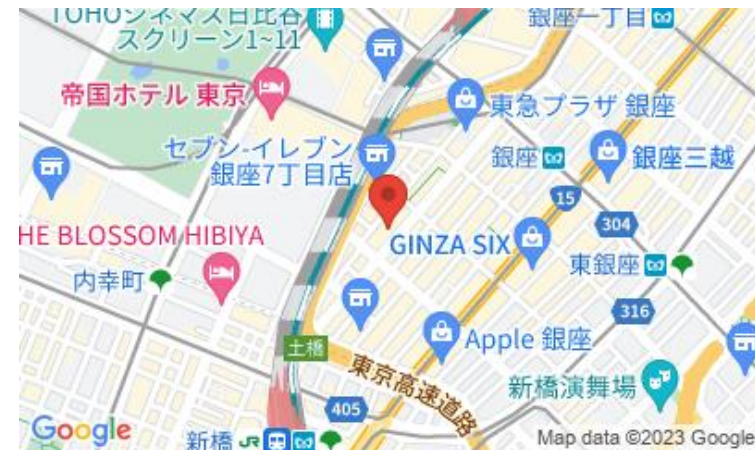 TOHOシネマズ日比谷
スクリーン1~11
銀座一丁目
帝国ホテル 東京
東急プラザ 銀座
セブン-イレブン
銀座7丁目店
銀座
銀座三越
15
304
HE BLOSSOM HIBIYA
GINZA SIX
東銀座
内幸町
316
Apple 銀座
土橋
東京高速道路
新橋演舞場
405
Google
新橋 JR
Map data ©2023 Google